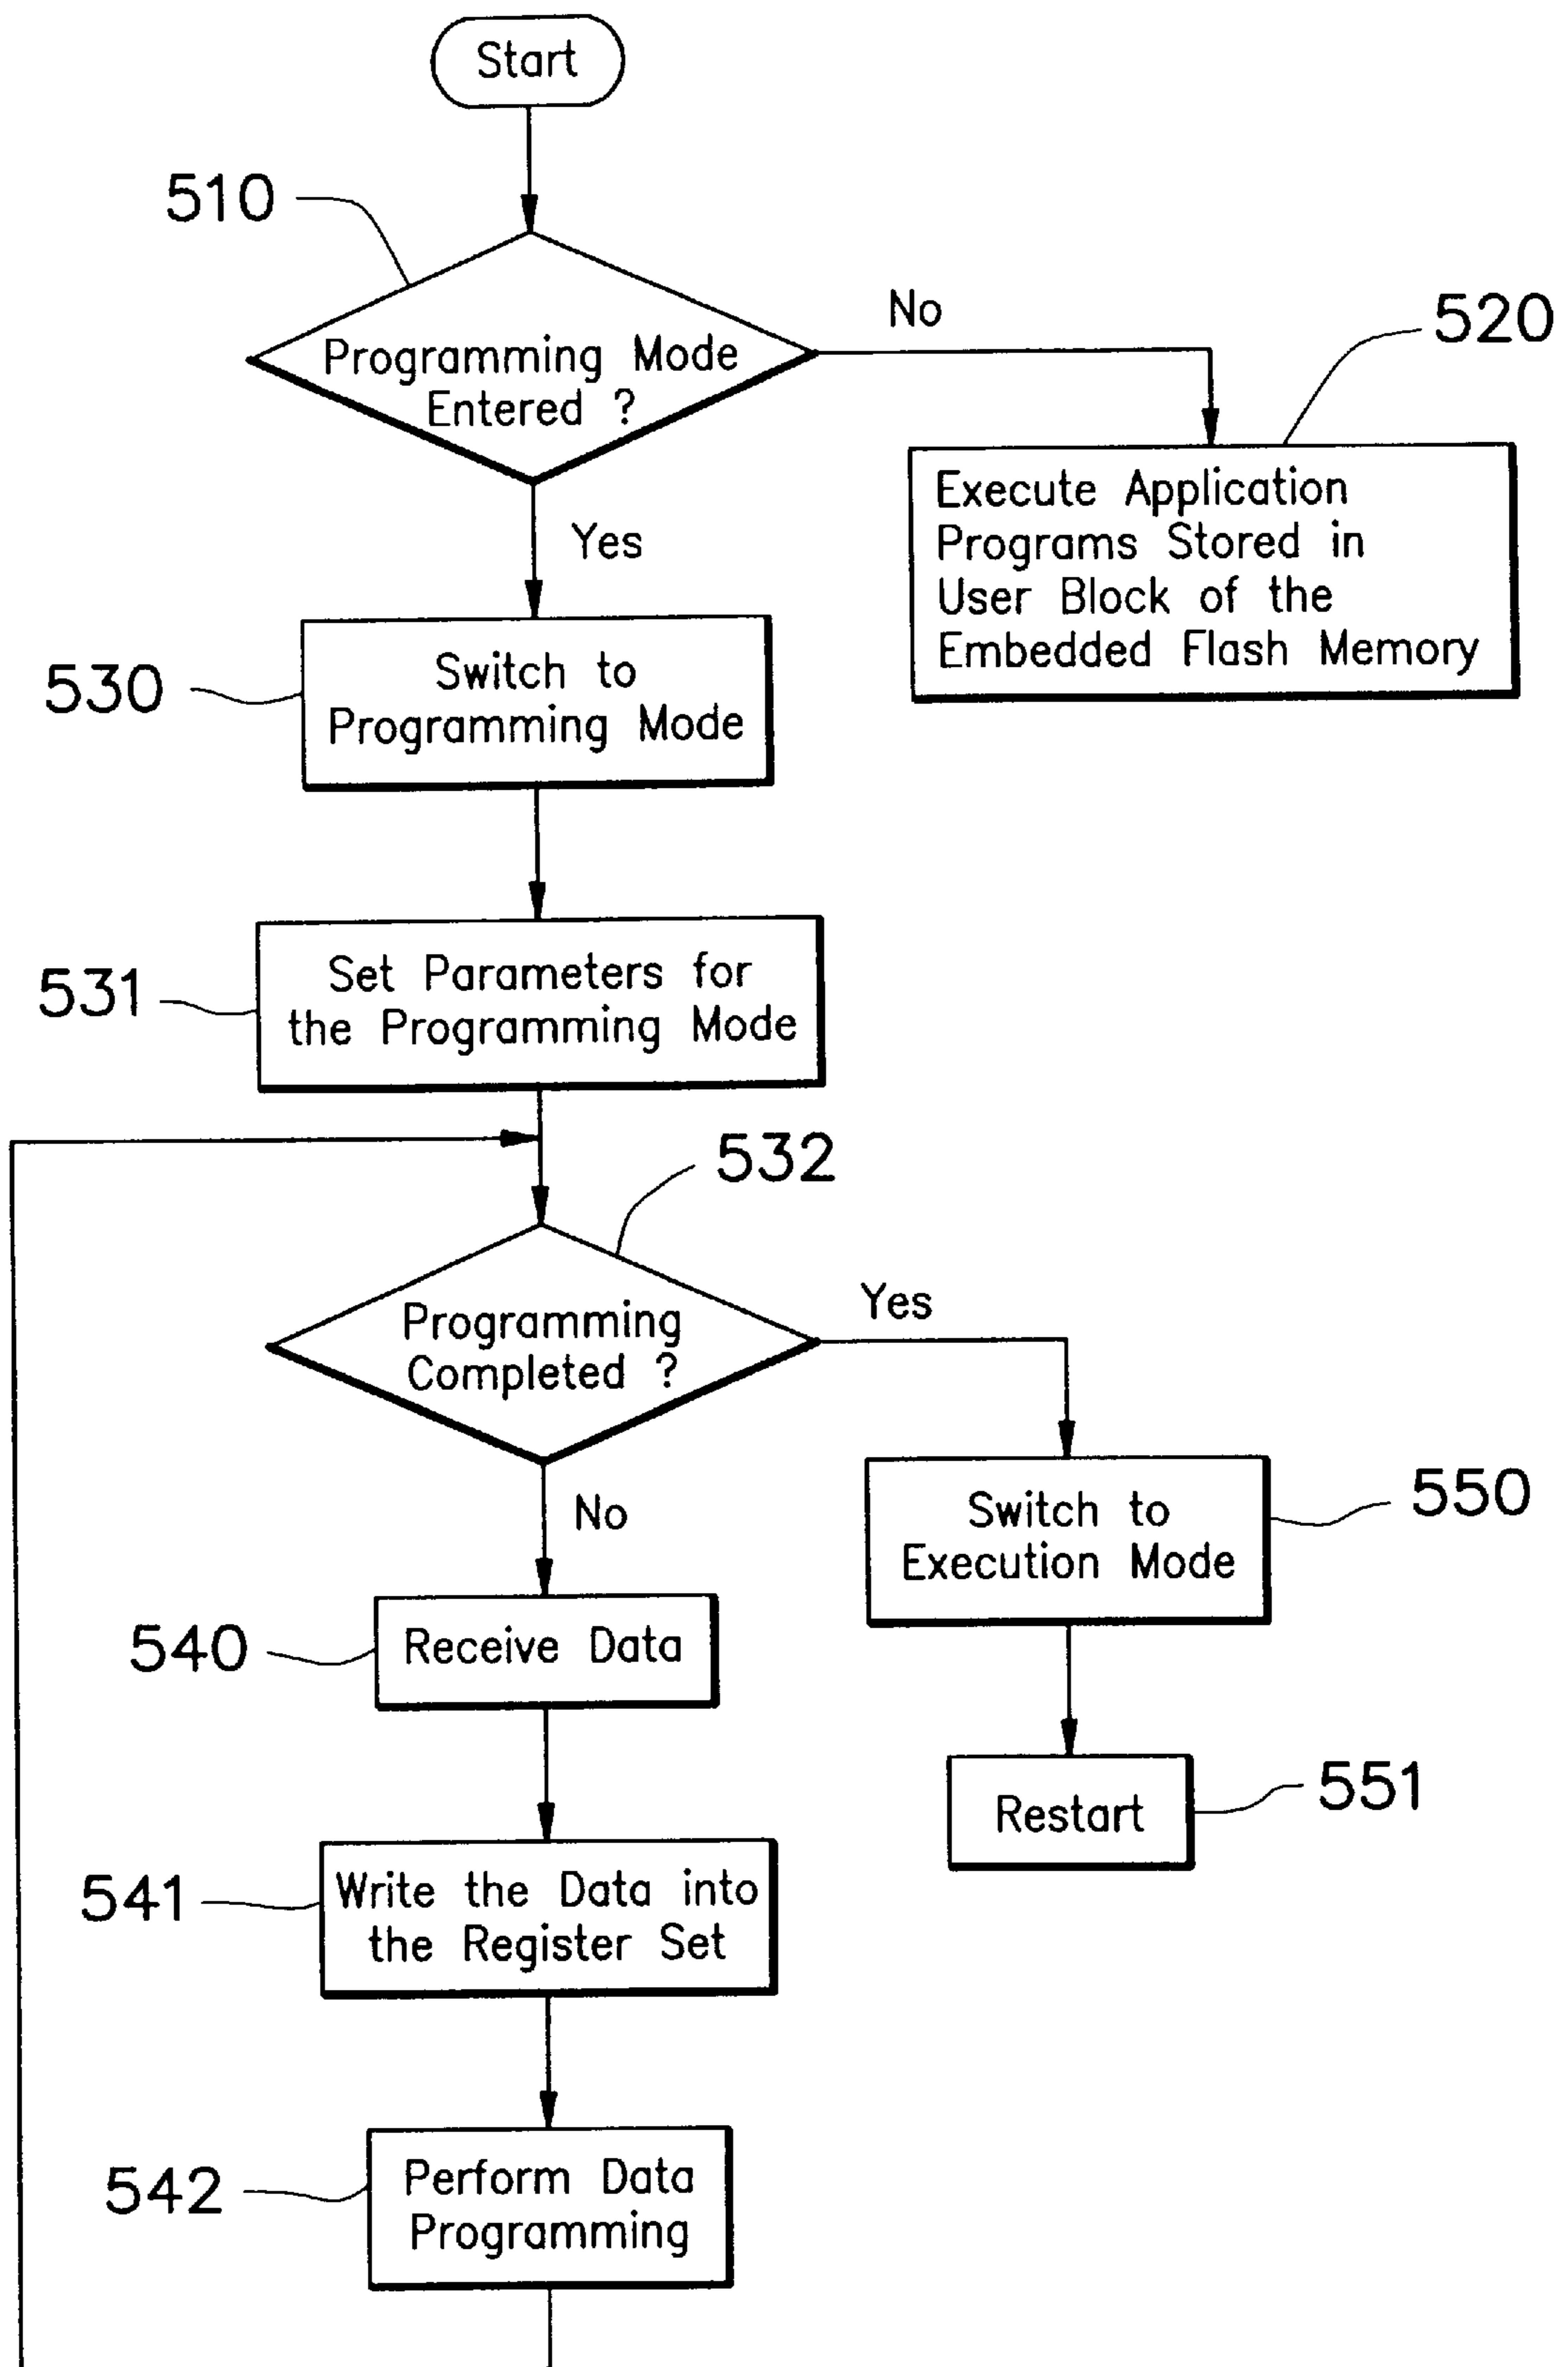 Start
510
Programming Mode
Entered ?
No
520
Execute Application
Programs Stored in
User Block of the
Embedded Flash Memory
Yes
530
Switch to
Programming Mode
531
Set Parameters for
the Programming Mode
532
Programming
Completed ?
Yes
No
550
Switch to
Execution Mode
540
Receive Data
551
Restart
541
Write the Data into
the Register Set
542
Perform Data
Programming